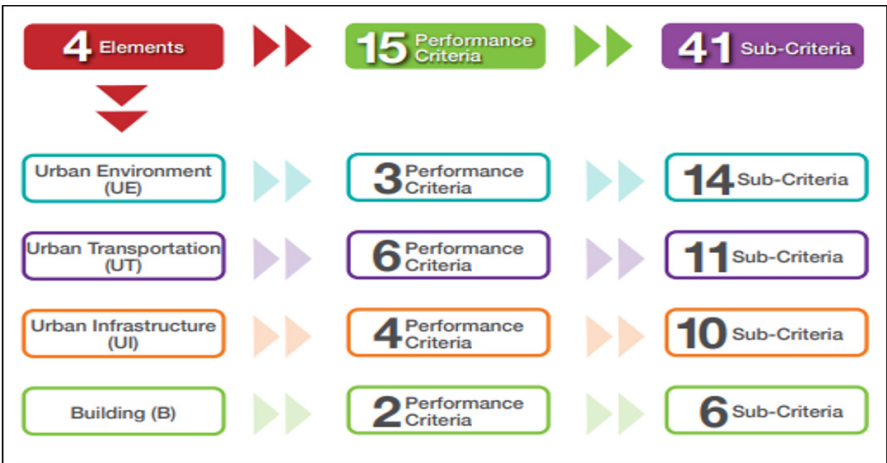 4 Elements
15 Performance
Criteria
41 Sub-Criteria
Urban Environment
(UE)
3 Performance
Criteria
14 Sub-Criteria
Urban Transportation
(UT)
6 Performance
Criteria
11 Sub-Criteria
Urban Infrastructure
(UI)
4 Performance
Criteria
10 Sub-Criteria
Building (B)
2 Performance
Criteria
6 Sub-Criteria